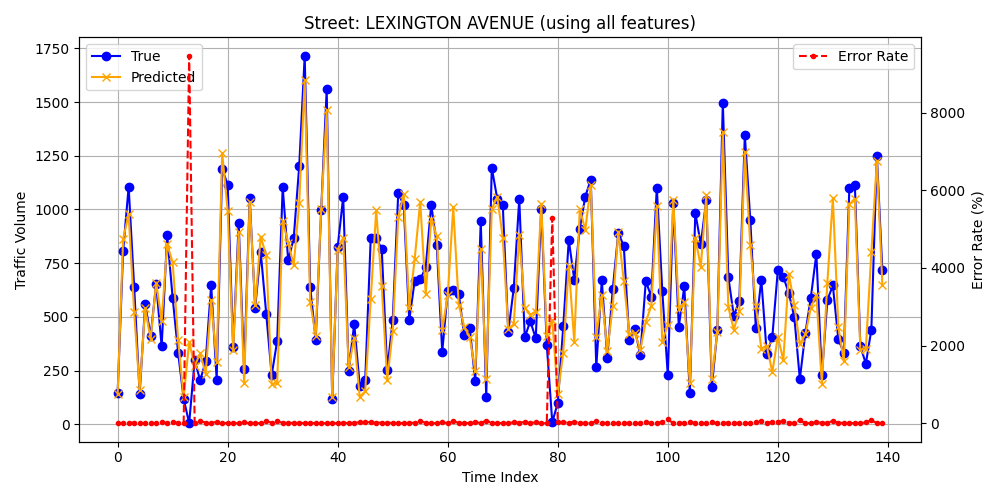 Street: LEXINGTON AVENUE (using all features)
True
Predicted
Error Rate
1750
1500
1250
1000
750
500
250
0
Traffic Volume
8000
6000
4000
2000
0
Error Rate (%)
0 20 40 60 80 100 120 140
Time Index